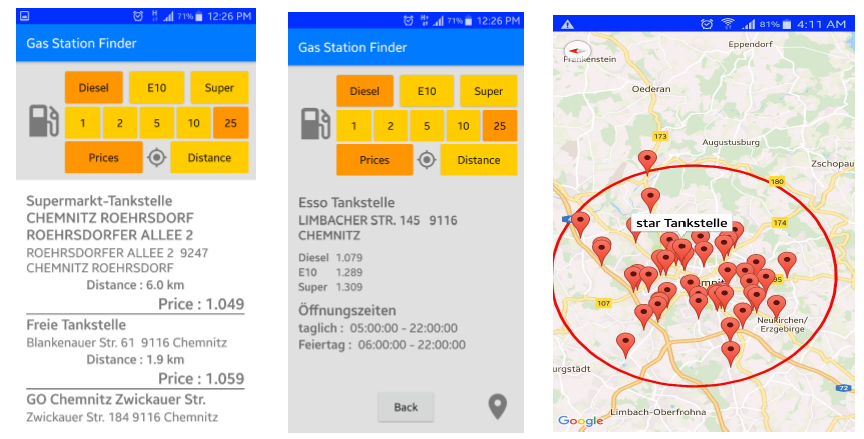 71% 12:26 PM
Gas Station Finder
Diesel E10 Super
1 2 5 10 25
Prices Distance
Supermarkt-Tankstelle
CHEMNITZ ROEHRSDORF
ROEHRSDORFER ALLEE 2
ROEHRSDORFER ALLEE 2 9247
CHEMNITZ ROEHRSDORF
Distance : 6.0 km
Price : 1.049
Freie Tankstelle
Blankenauer Str. 61 9116 Chemnitz
Distance : 1.9 km
Price : 1.059
GO Chemnitz Zwickauer Str.
Zwickauer Str. 184 9116 Chemnitz
71% 12:26 PM
Gas Station Finder
Diesel E10 Super
1 2 5 10 25
Prices Distance
Esso Tankstelle
LIMBACHER STR. 145 9116
CHEMNITZ
Diesel 1.079
E10 1.289
Super 1.309
Öffnungszeiten
taglich : 05:00:00 - 22:00:00
Feiertag : 06:00:00 - 22:00:00
Back
81% 4:11 AM
Eppendorf
Frankenstein
Oederan
173
Augustusburg
Zschopau
180
star Tankstelle
174
107
Neukirchen/
Erzgebirge
urgstädt
72
Limbach-Oberfrohna
Google